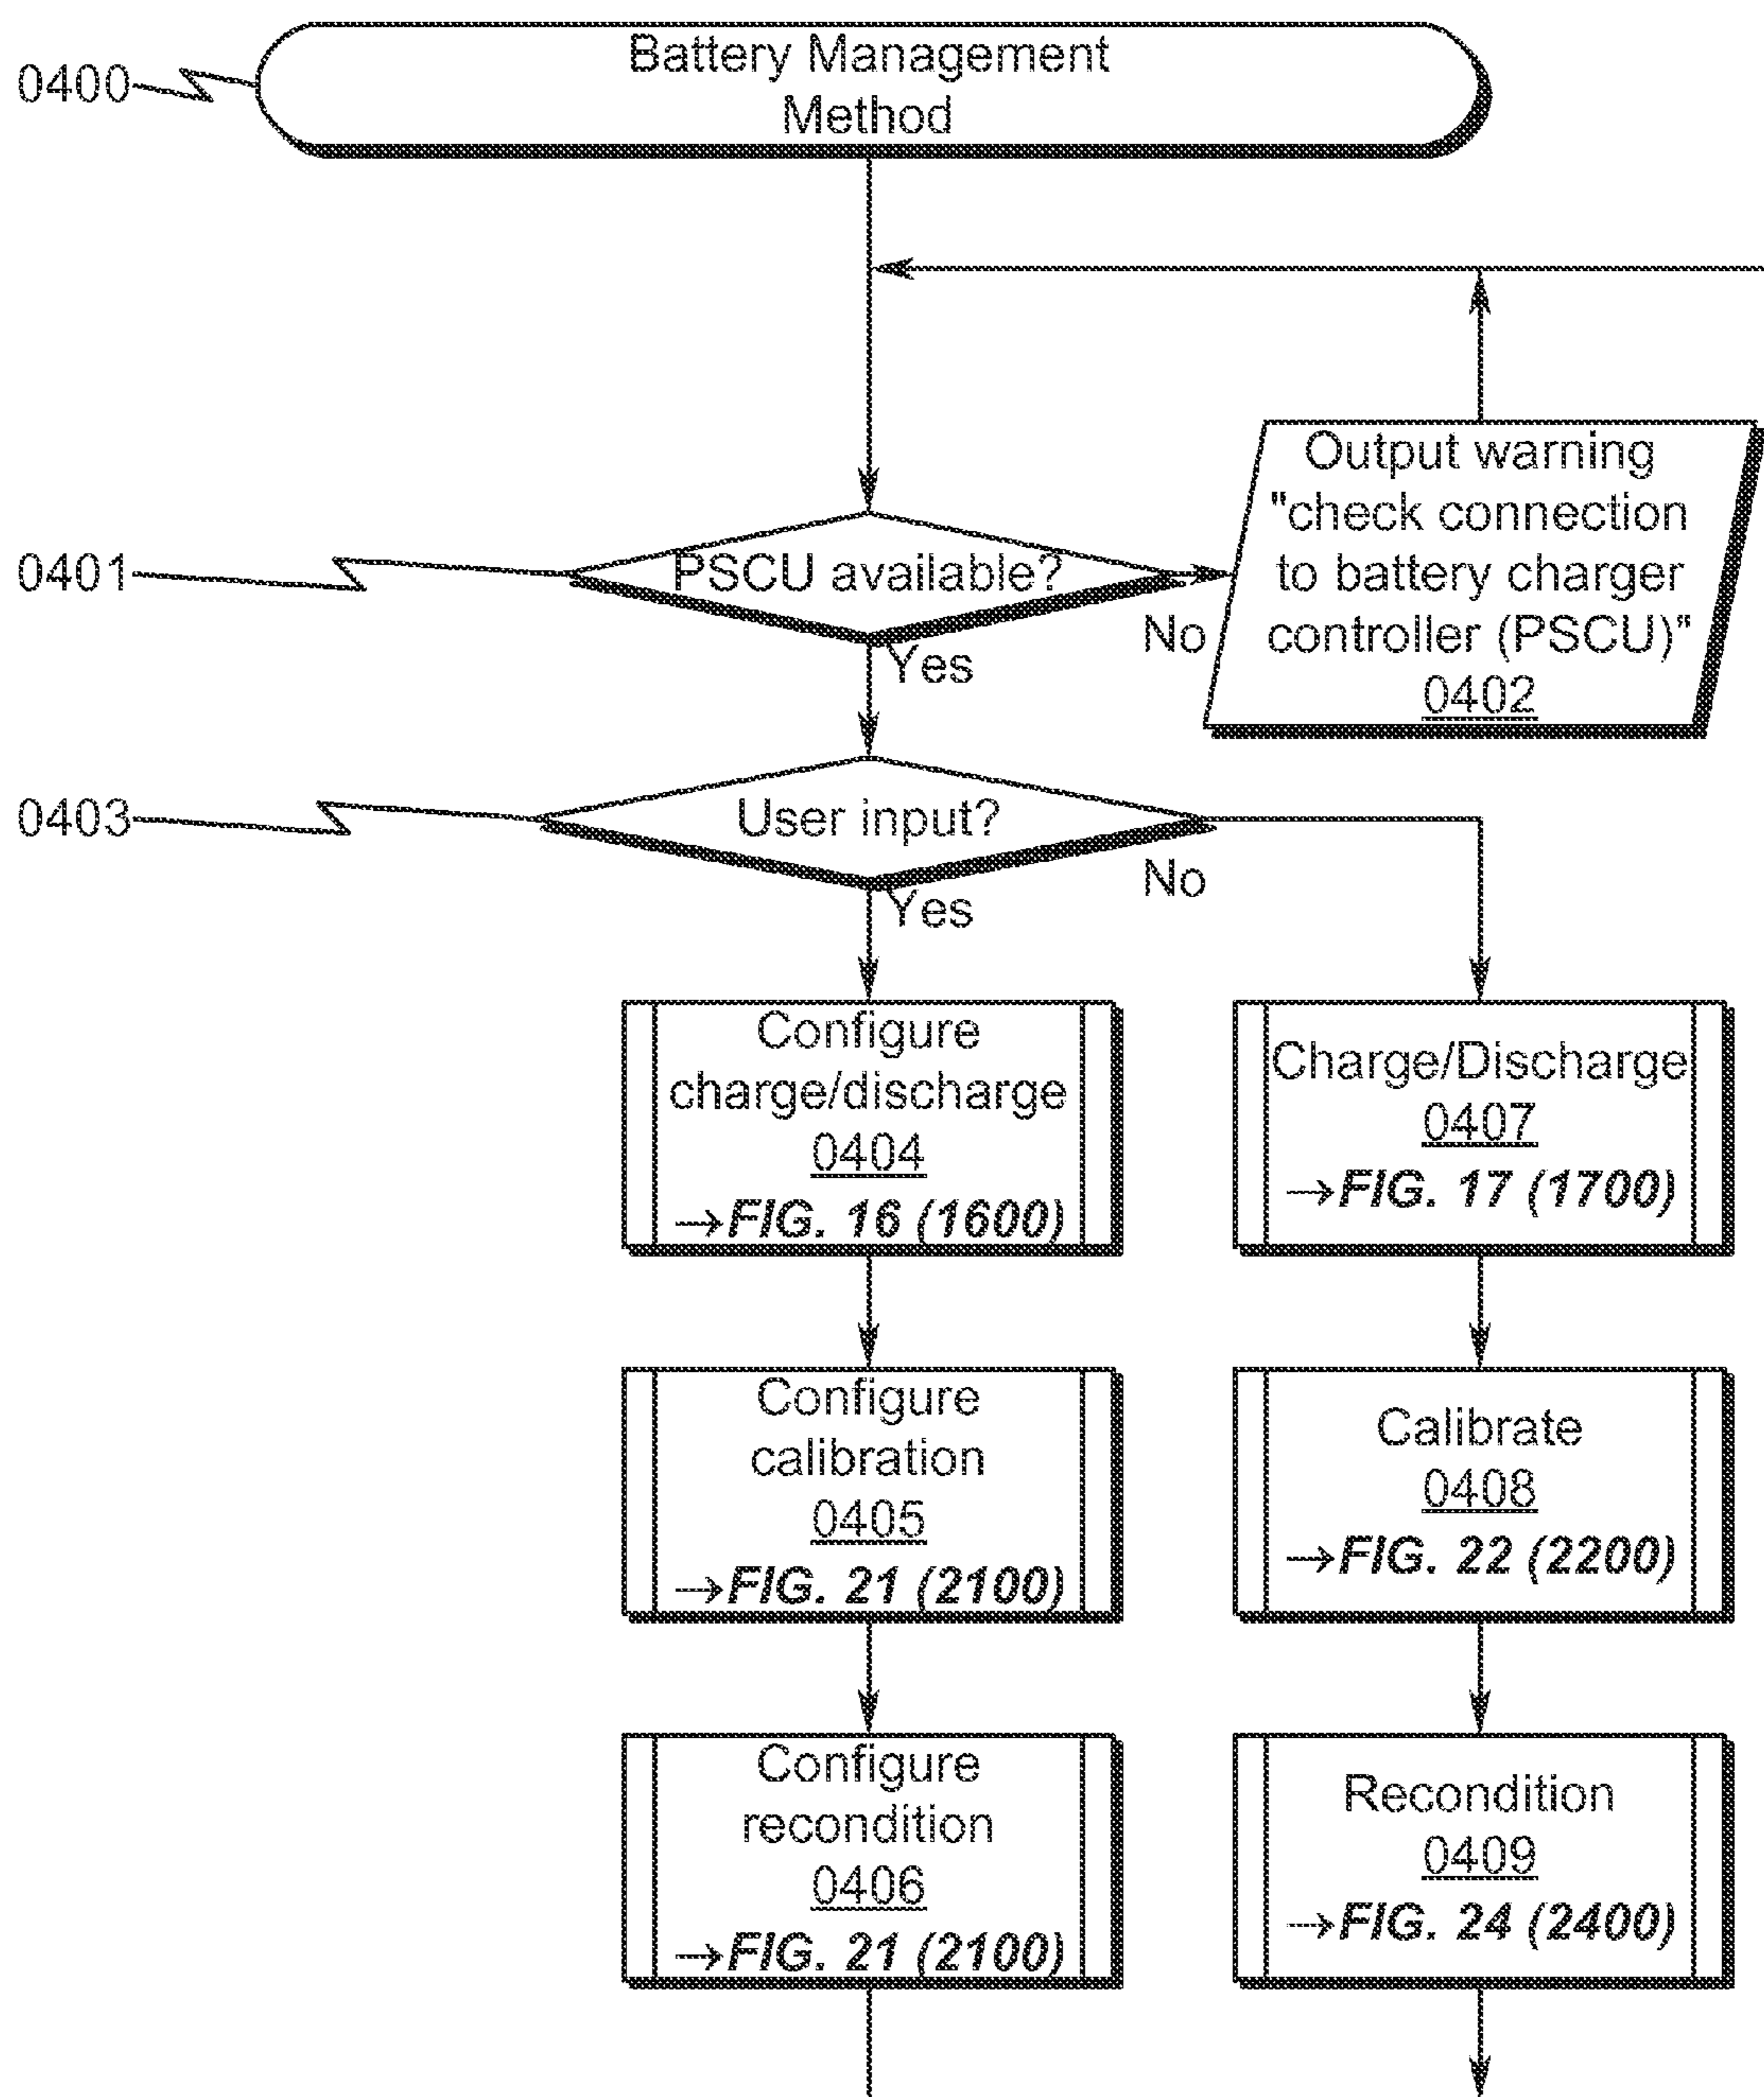 Battery Management
Method
0400
Output warning
"check connection
to battery charger
controller (PSCU)"
0402
0401
PSCU available?
No
Yes
0403
User input?
No
Yes
Configure
charge/discharge
0404
→FIG. 16 (1600)
Charge/Discharge
0407
→FIG. 17 (1700)
Configure
calibration
0405
→FIG. 21 (2100)
Calibrate
0408
→FIG. 22 (2200)
Configure
recondition
0406
→FIG. 21 (2100)
Recondition
0409
→FIG. 24 (2400)